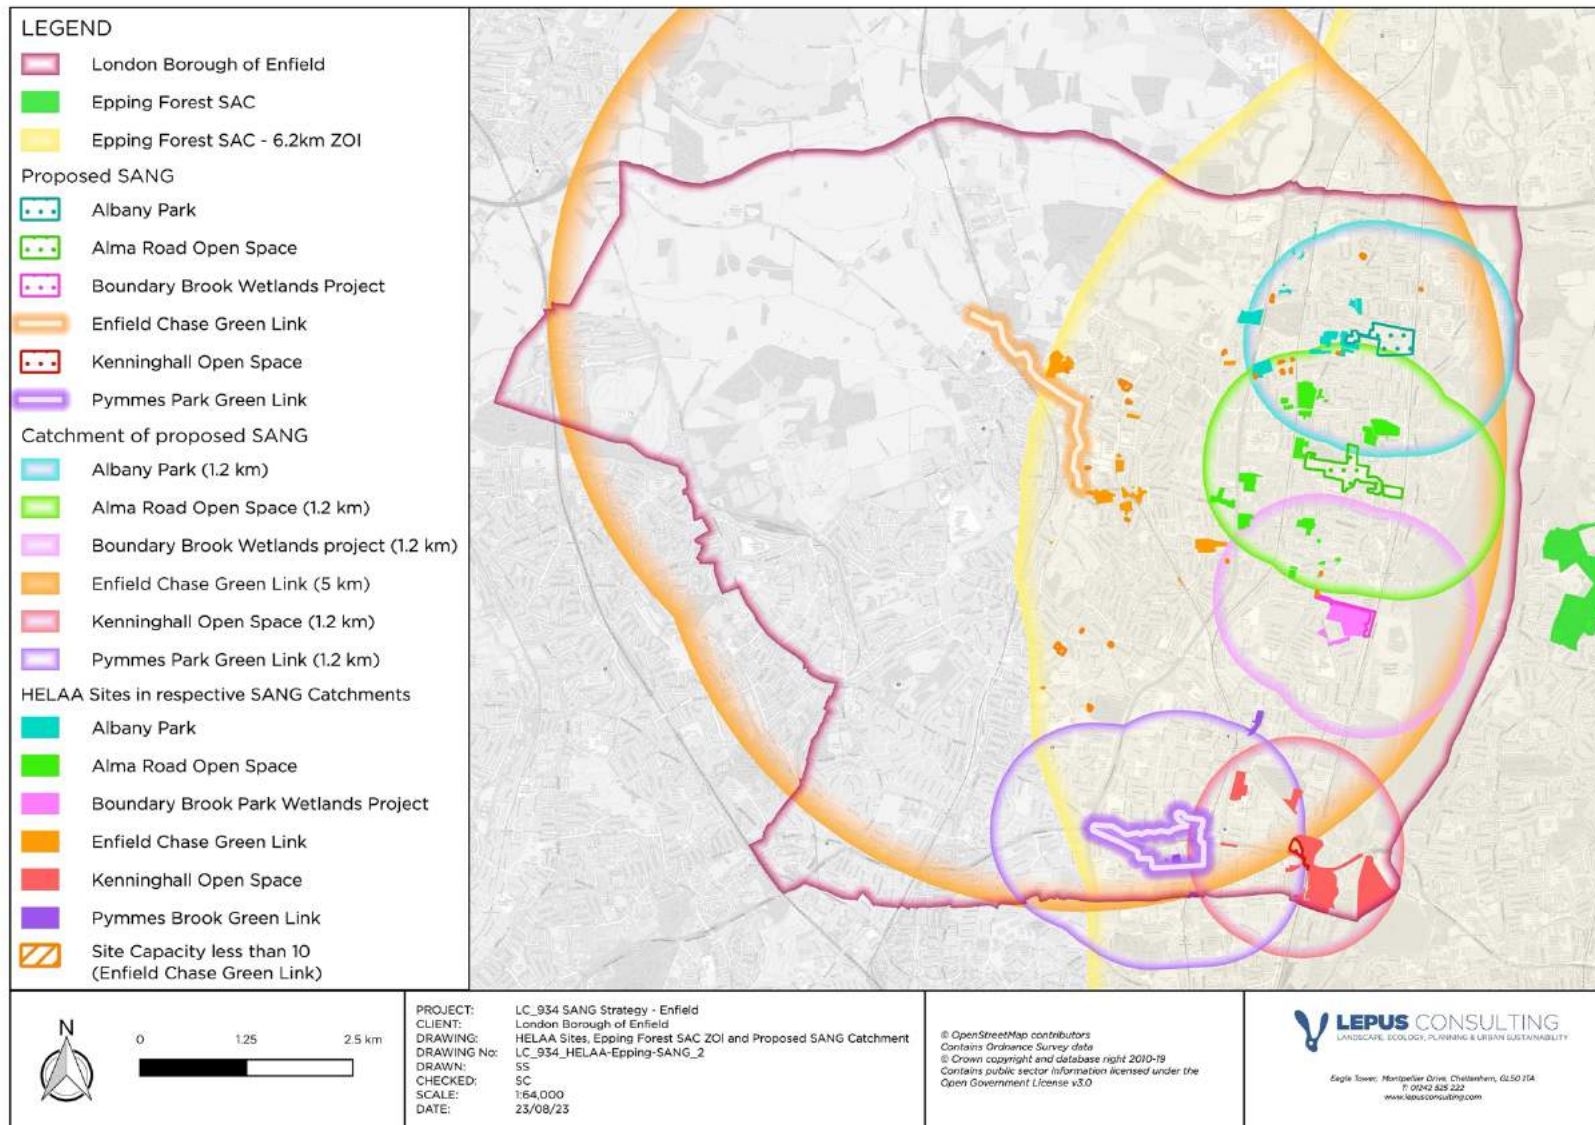 LEGEND
London Borough of Enfield
Epping Forest SAC
Epping Forest SAC - 6.2km ZOI
Proposed SANG
Albany Park
Alma Road Open Space
Boundary Brook Wetlands Project
Enfield Chase Green Link
Kenninghall Open Space
Pymmes Park Green Link
Catchment of proposed SANG
Albany Park (1.2 km)
Alma Road Open Space (1.2 km)
Boundary Brook Wetlands project (1.2 km)
Enfield Chase Green Link (5 km)
Kenninghall Open Space (1.2 km)
Pymmes Park Green Link (1.2 km)
HELAA Sites in respective SANG Catchments
Albany Park
Alma Road Open Space
Boundary Brook Park Wetlands Project
Enfield Chase Green Link
Kenninghall Open Space
Pymmes Brook Green Link
Site Capacity less than 10
(Enfield Chase Green Link)
N
0 1.25 2.5 km
PROJECT: LC_934 SANG Strategy - Enfield
CLIENT: London Borough of Enfield
DRAWING: HELAA Sites, Epping Forest SAC ZOI and Proposed SANG Catchment
DRAWING No: LC_934_HELAA-Epping-SANG_2
DRAWN: SS
CHECKED: SC
SCALE: 1:64,000
DATE: 23/08/23
© OpenStreetMap contributors
Contains Ordnance Survey data
© Crown copyright and database right 2010-19
Contains public sector information licensed under the
Open Government License v3.0
LEPUS CONSULTING
LANDSCAPE, ECOLOGY, PLANNING & URBAN SUSTAINABILITY
Eagle Tower, Montpellier Drive, Cheltenham, GL50 1TA
T: 01242 525 222
www.lepusconsulting.com